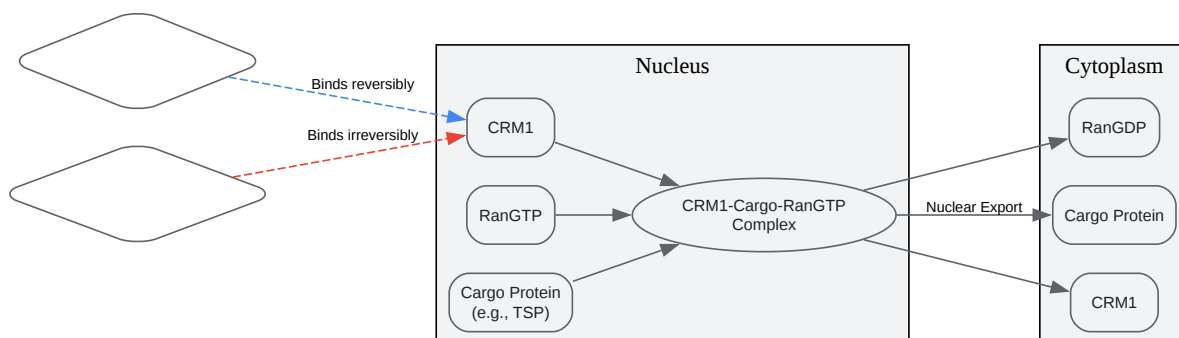 Nucleus
Cytoplasm
Binds reversibly
CRM1
RanGDP
Binds irreversibly
RanGTP
CRM1-Cargo-RanGTP
Complex
Nuclear Export
Cargo Protein
Cargo Protein
(e.g., TSP)
CRM1